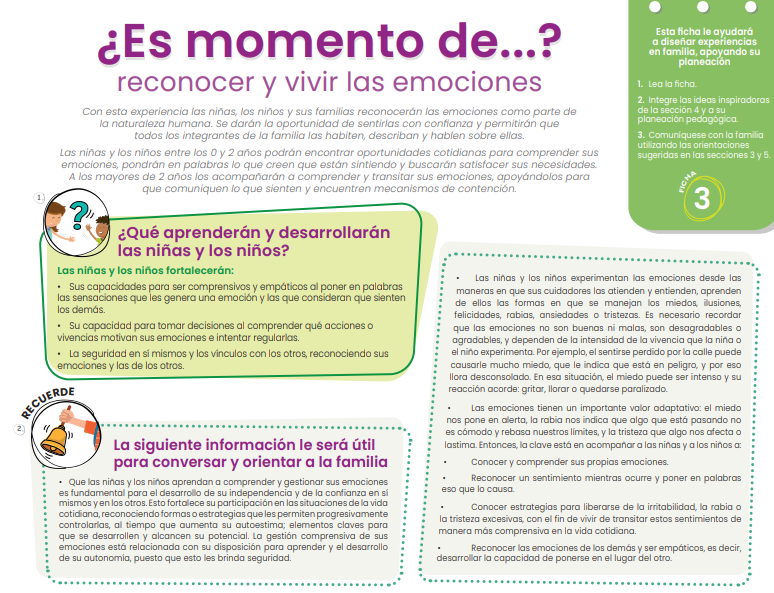 ¿Es momento de...?
reconocer y vivir las emociones
Con esta experiencia las niñas, los niños y sus familias reconocerán las emociones como parte de
la naturaleza humana. Se darán la oportunidad de sentirlas con confianza y permitirán que
todos los integrantes de la familia las habiten, describan y hablen sobre ellas.
Las niñas y los niños entre los 0 y 2 años podrán encontrar oportunidades cotidianas para comprender sus
emociones, pondrán en palabras lo que creen que están sintiendo y buscarán satisfacer sus necesidades.
A los mayores de 2 años los acompañarán a comprender y transitar sus emociones, apoyándolos para
que comuniquen lo que sienten y encuentren mecanismos de contención.
Esta ficha le ayudará
a diseñar experiencias
en familia, apoyando su
planeación
1. Lea la ficha.
2. Integre las ideas inspiradoras
de la sección 4 y a su
planeación pedagógica.
3. Comuníquese con la familia
utilizando las orientaciones
sugeridas en las secciones 3 y 5.
FICHA
3
1.
?
¿Qué aprenderán y desarrollarán
las niñas y los niños?
Las niñas y los niños fortalecerán:
• Sus capacidades para ser comprensivos y empáticos al poner en palabras
las sensaciones que les genera una emoción y las que consideran que sienten
los demás.
• Su capacidad para tomar decisiones al comprender qué acciones o
vivencias motivan sus emociones e intentar regularlas.
• La seguridad en sí mismos y los vínculos con los otros, reconociendo sus
emociones y las de los otros.
RECUERDE
2.
La siguiente información le será útil
para conversar y orientar a la familia
• Que las niñas y los niños aprendan a comprender y gestionar sus emociones
es fundamental para el desarrollo de su independencia y de la confianza en sí
mismos y en los otros. Esto fortalece su participación en las situaciones de la vida
cotidiana, reconociendo formas o estrategias que les permiten progresivamente
controlarlas, al tiempo que aumenta su autoestima; elementos claves para
que se desarrollen y alcancen su potencial. La gestión comprensiva de sus
emociones está relacionada con su disposición para aprender y el desarrollo
de su autonomía, puesto que esto les brinda seguridad.
• Las niñas y los niños experimentan las emociones desde las
maneras en que sus cuidadores las atienden y entienden, aprenden
de ellos las formas en que se manejan los miedos, ilusiones,
felicidades, rabias, ansiedades o tristezas. Es necesario recordar
que las emociones no son buenas ni malas, son desagradables o
agradables, y dependen de la intensidad de la vivencia que la niña o
el niño experimenta. Por ejemplo, el sentirse perdido por la calle puede
causarle mucho miedo, que le indica que está en peligro, y por eso
llora desconsolado. En esa situación, el miedo puede ser intenso y su
reacción acorde: gritar, llorar o quedarse paralizado.
• Las emociones tienen un importante valor adaptativo: el miedo
nos pone en alerta, la rabia nos indica que algo que está pasando no
es cómodo y rebasa nuestros límites, y la tristeza que algo nos afecta o
lastima. Entonces, la clave está en acompañar a las niñas y a los niños a:
• Conocer y comprender sus propias emociones.
• Reconocer un sentimiento mientras ocurre y poner en palabras
eso que lo causa.
• Conocer estrategias para liberarse de la irritabilidad, la rabia o
la tristeza excesivas, con el fin de vivir de transitar estos sentimientos de
manera más comprensiva en la vida cotidiana.
• Reconocer las emociones de los demás y ser empáticos, es decir,
desarrollar la capacidad de ponerse en el lugar del otro.